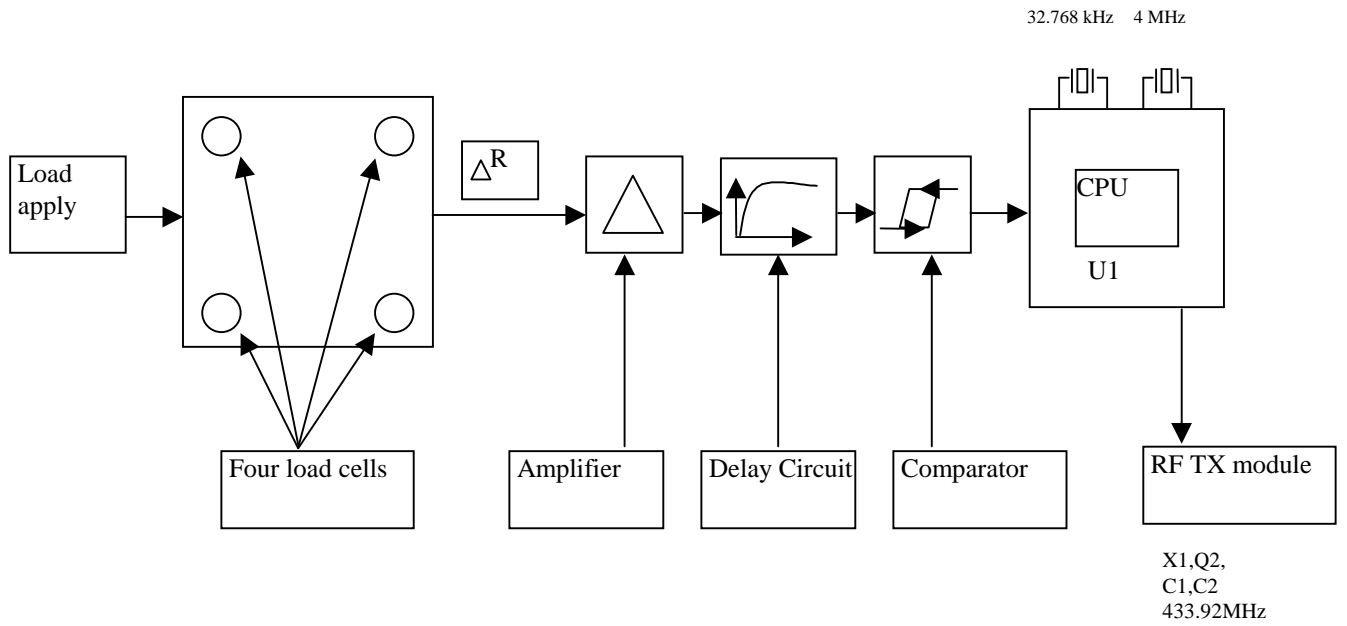 32.768 kHz 4 MHz
Load
apply
△R
CPU
U1
Four load cells
Amplifier
Delay Circuit
Comparator
RF TX module
X1,Q2,
C1,C2
433.92MHz